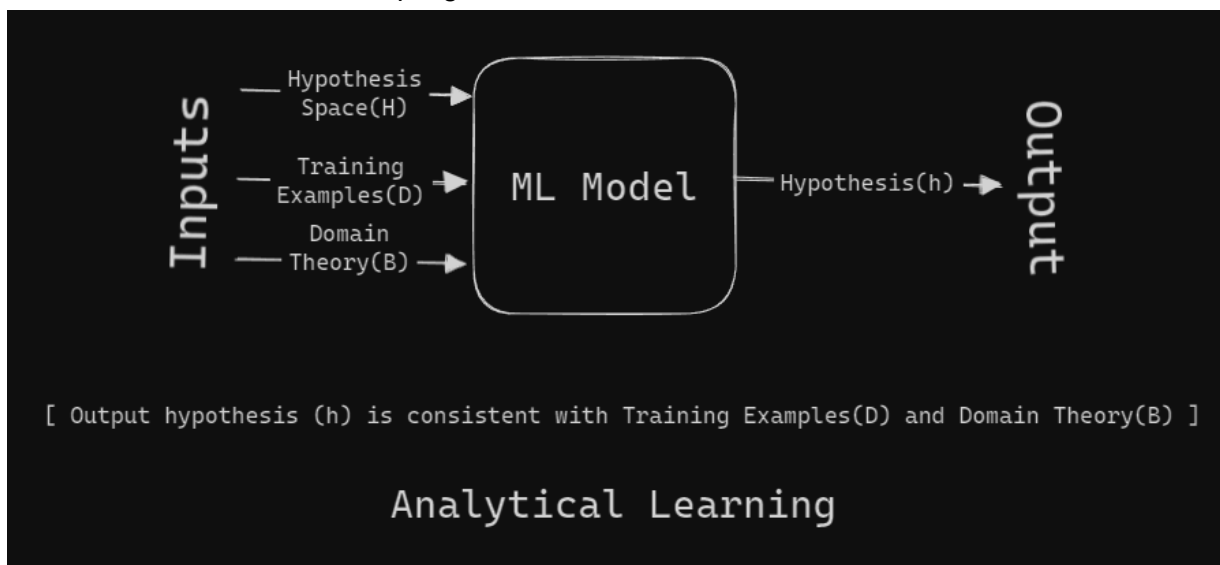 Inputs
Hypothesis
Space(H)
Training
Examples(D)
Domain
Theory(B)
ML Model
Hypothesis(h)
Output
[ Output hypothesis (h) is consistent with Training Examples(D) and Domain Theory(B) ]
Analytical Learning